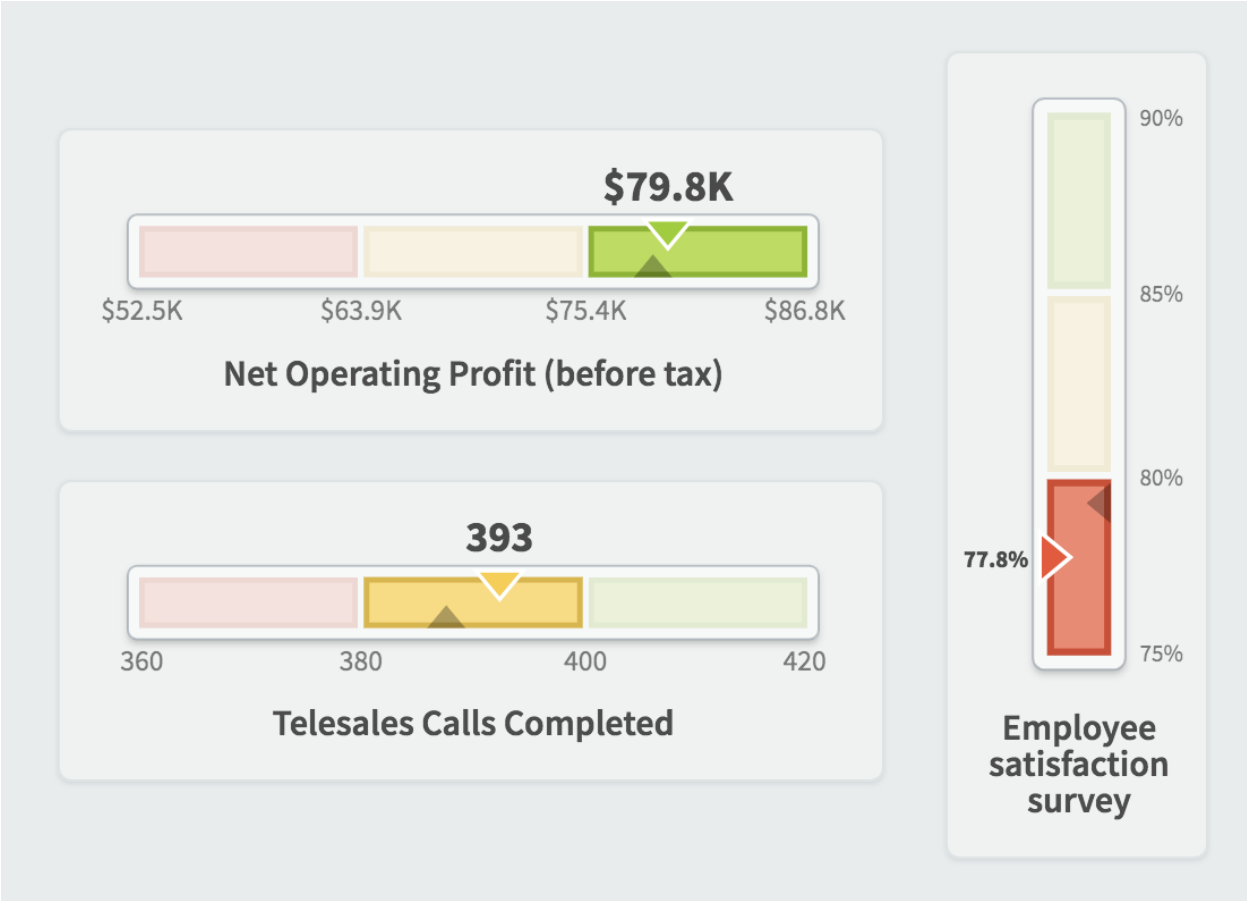 $79.8K
$52.5K $63.9K $75.4K $86.8K
Net Operating Profit (before tax)
393
360 380 400 420
Telesales Calls Completed
90%
85%
80%
77.8%
75%
Employee
satisfaction
survey